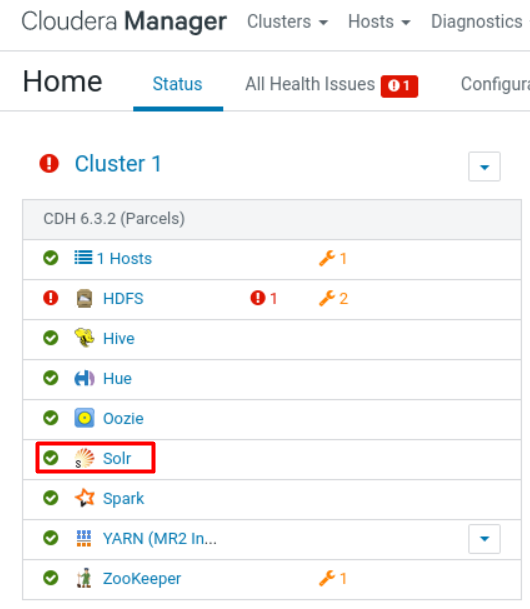 Cloudera Manager Clusters Hosts Diagnostics
Home Status All Health Issues 1 Configura
Cluster 1
CDH 6.3.2 (Parcels)
1 Hosts 1
HDFS 1 2
Hive
Hue
Oozie
S Solr
Spark
YARN (MR2 In...
ZooKeeper 1